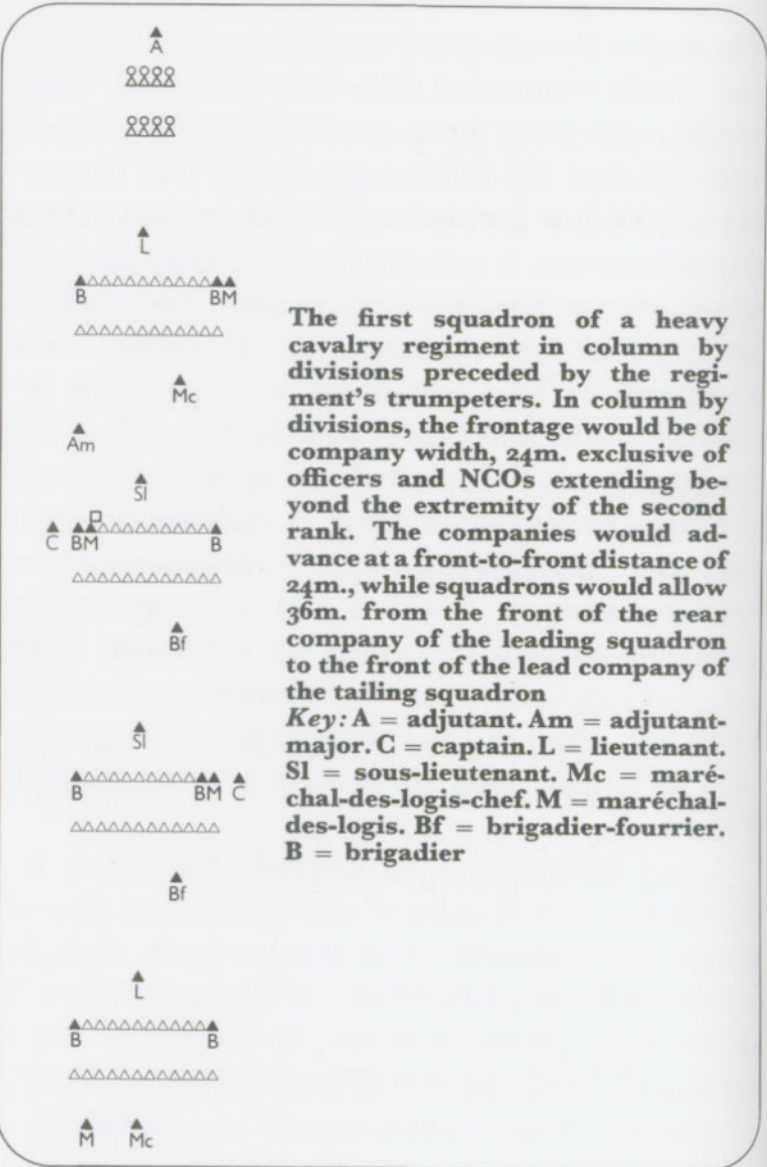 A
L
B BM
Mc
Am
Sl
C BM B
Bf
Sl
B BM C
Bf
L
B B
M Mc
The first squadron of a heavy
cavalry regiment in column by
divisions preceded by the regi-
ment's trumpeters. In column by
divisions, the frontage would be of
company width, 24m. exclusive of
officers and NCOs extending be-
yond the extremity of the second
rank. The companies would ad-
vance at a front-to-front distance of
24m., while squadrons would allow
36m. from the front of the rear
company of the leading squadron
to the front of the lead company of
the tailing squadron
Key: A = adjutant. Am = adjutant-
major. C = captain. L = lieutenant.
Sl = sous-lieutenant. Mc = maré-
chal-des-logis-chef. M = maréchal-
des-logis. Bf = brigadier-fourrier.
B = brigadier